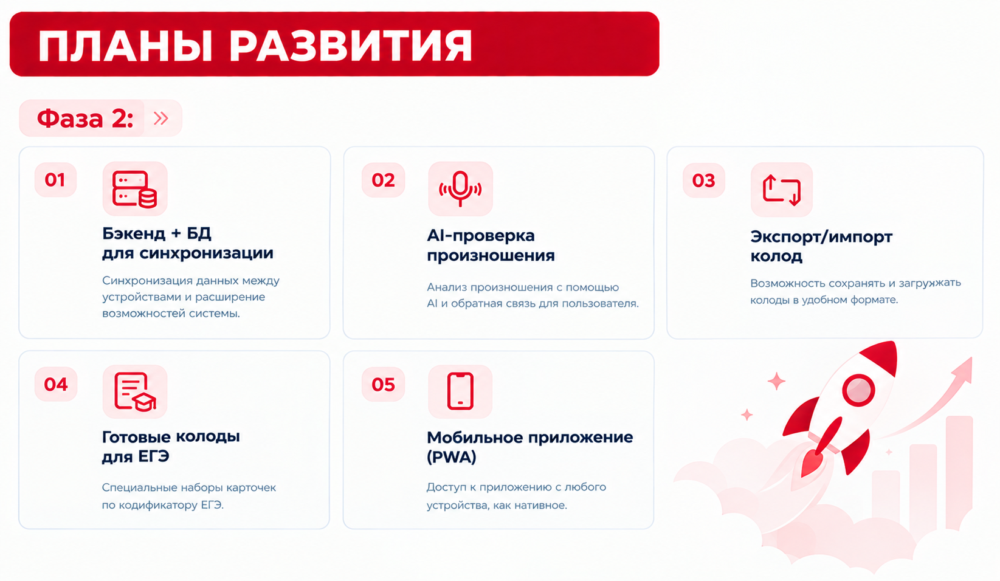 ПЛАНЫ РАЗВИТИЯ
Фаза 2:
01
Бэкенд + БД
для синхронизации
Синхронизация данных между
устройствами и расширение
возможностей системы.
02
AI-проверка
произношения
Анализ произношения с помощью
AI и обратная связь для пользователя.
03
Экспорт/импорт
колод
Возможность сохранять и загружжать
колоды в удобном формате.
04
Готовые колоды
для ЕГЭ
Специальные наборы карточек
по кодификатору ЕГЭ.
05
Мобильное приложение
(PWA)
Доступ к приложению с любого
устройства, как нативное.